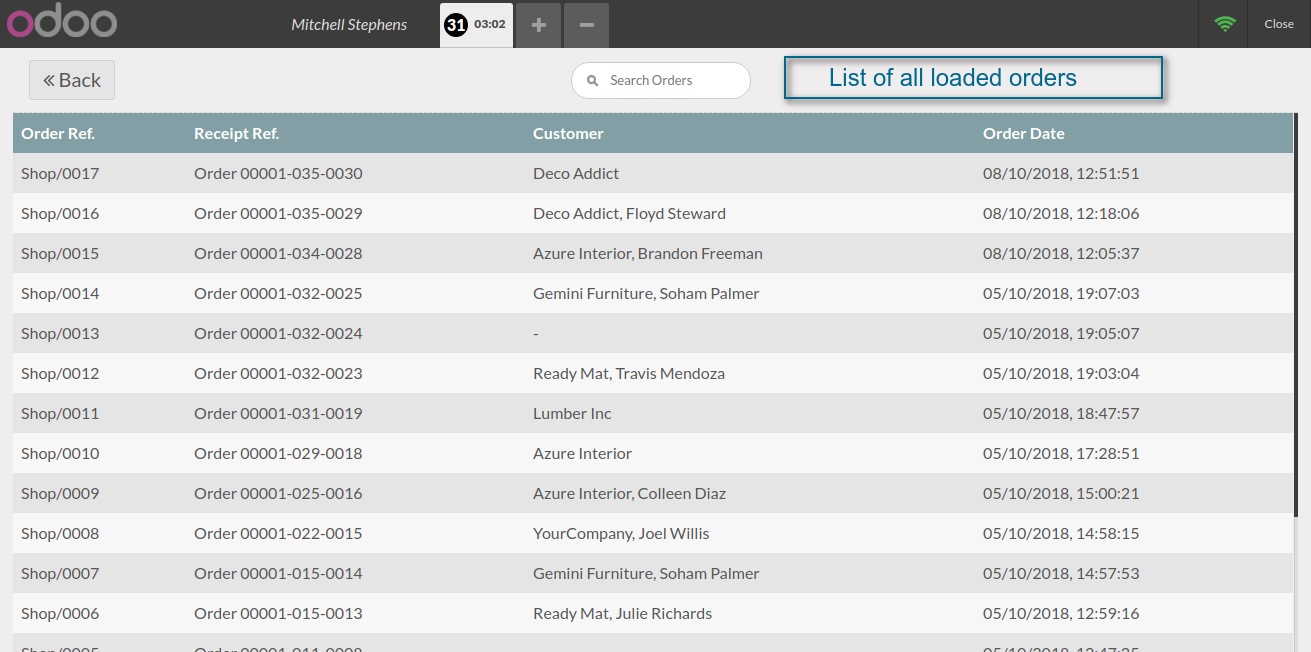 odoo Mitchell Stephens 31 03:02 + − Close
Back Search Orders List of all loaded orders
Order Ref. Receipt Ref. Customer Order Date
Shop/0017 Order 00001-035-0030 Deco Addict 08/10/2018, 12:51:51
Shop/0016 Order 00001-035-0029 Deco Addict, Floyd Steward 08/10/2018, 12:18:06
Shop/0015 Order 00001-034-0028 Azure Interior, Brandon Freeman 08/10/2018, 12:05:37
Shop/0014 Order 00001-032-0025 Gemini Furniture, Soham Palmer 05/10/2018, 19:07:03
Shop/0013 Order 00001-032-0024 - 05/10/2018, 19:05:07
Shop/0012 Order 00001-032-0023 Ready Mat, Travis Mendoza 05/10/2018, 19:03:04
Shop/0011 Order 00001-031-0019 Lumber Inc 05/10/2018, 18:47:57
Shop/0010 Order 00001-029-0018 Azure Interior 05/10/2018, 17:28:51
Shop/0009 Order 00001-025-0016 Azure Interior, Colleen Diaz 05/10/2018, 15:00:21
Shop/0008 Order 00001-022-0015 YourCompany, Joel Willis 05/10/2018, 14:58:15
Shop/0007 Order 00001-015-0014 Gemini Furniture, Soham Palmer 05/10/2018, 14:57:53
Shop/0006 Order 00001-015-0013 Ready Mat, Julie Richards 05/10/2018, 12:59:16